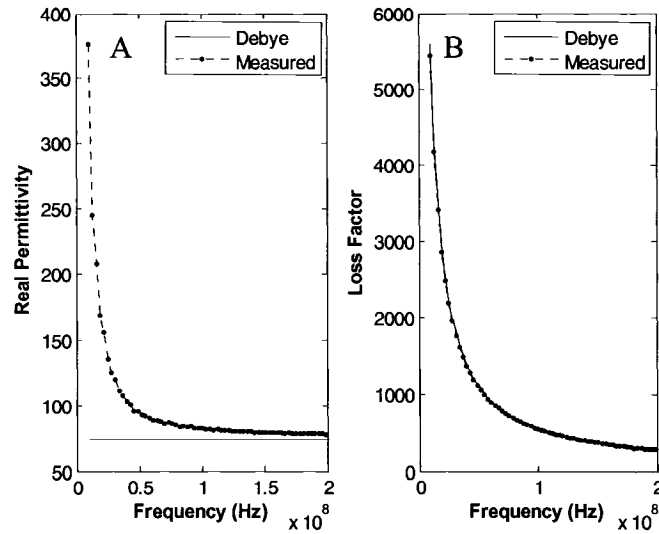 A
Debye
Measured
400
350
300
250
200
150
100
50
0
0.5
1
1.5
2
Real Permittivity
Frequency (Hz)
x 10^8
B
Debye
Measured
6000
5000
4000
3000
2000
1000
0
0
1
2
Loss Factor
Frequency (Hz)
x 10^8